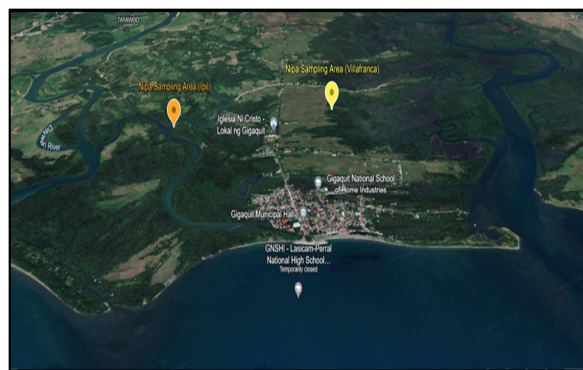 TAYAWOO
Nipa Sampling Area (Villafranca)
Nipa Sampling Area (Ipil)
Iglesia Ni Cristo -
Lokal ng Gigaquit
River
Gigaquit National School
of Home Industries
Gigaquit Municipal Hall
GNSHI - Lasicam-Perral
National High School...
Temporarily closed